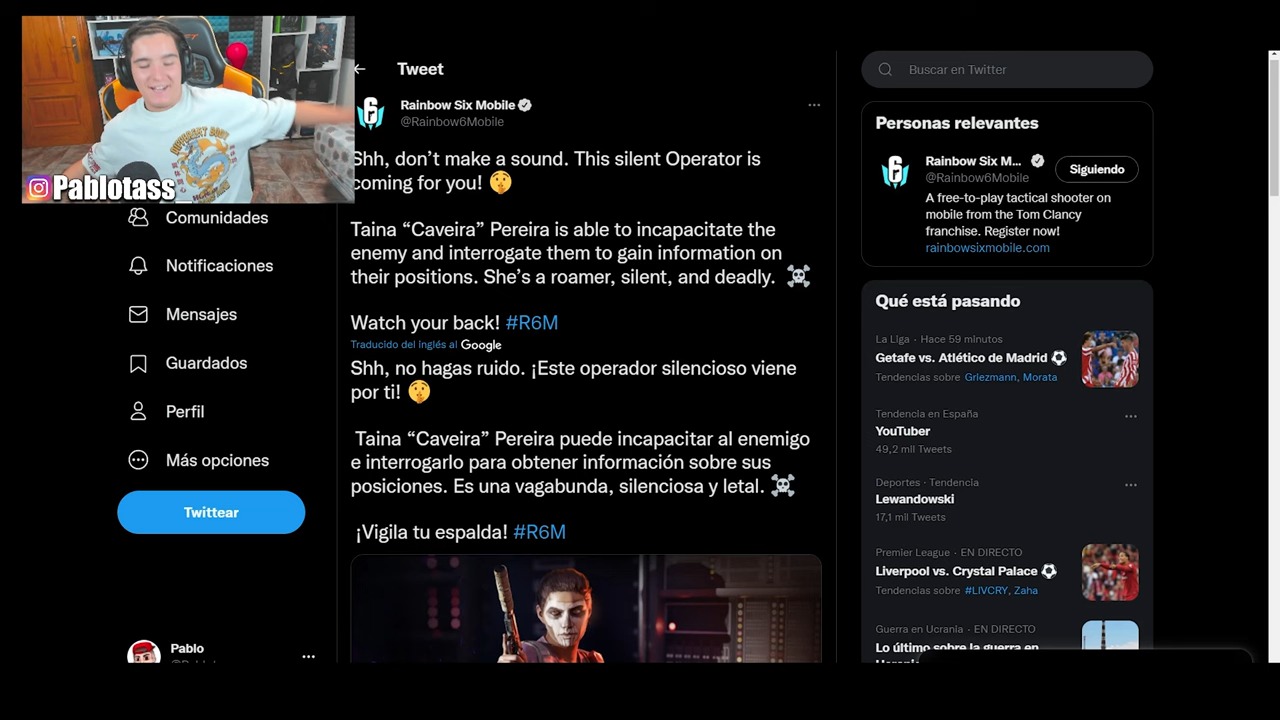 Pablotass
Comunidades
Notificaciones
Mensajes
Guardados
Perfil
Más opciones
Twittear
Pablo
Tweet
Rainbow Six Mobile
@Rainbow6Mobile
Shh, don’t make a sound. This silent Operator is
coming for you! 🤫
Taina “Caveira” Pereira is able to incapacitate the
enemy and interrogate them to gain information on
their positions. She’s a roamer, silent, and deadly. ☠️
Watch your back! #R6M
Traducido del inglés al Google
Shh, no hagas ruido. ¡Este operador silencioso viene
por ti! 🤫
Taina “Caveira” Pereira puede incapacitar al enemigo
e interrogarlo para obtener información sobre sus
posiciones. Es una vagabunda, silenciosa y letal. ☠️
¡Vigila tu espalda! #R6M
Buscar en Twitter
Personas relevantes
Rainbow Six M...
@Rainbow6Mobile
Siguiendo
A free-to-play tactical shooter on
mobile from the Tom Clancy
franchise. Register now!
rainbowsixmobile.com
Qué está pasando
La Liga · Hace 59 minutos
Getafe vs. Atlético de Madrid ⚽
Tendencias sobre Griezmann, Morata
Tendencia en España
YouTuber
49,2 mil Tweets
Deportes · Tendencia
Lewandowski
17,1 mil Tweets
Premier League · EN DIRECTO
Liverpool vs. Crystal Palace ⚽
Tendencias sobre #LIVCRY, Zaha
Guerra en Ucrania · EN DIRECTO
Lo último sobre la guerra en